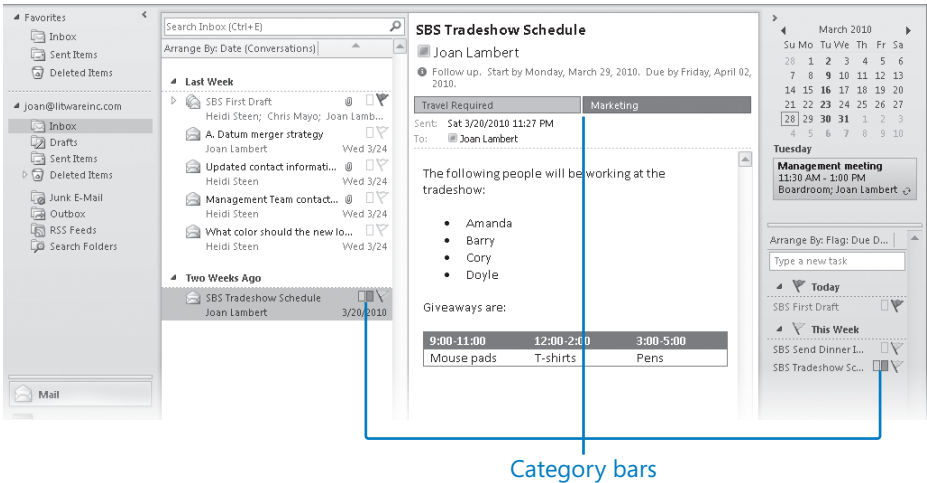 Favorites
Inbox
Sent Items
Deleted Items
joan@litwareinc.com
Inbox
Drafts
Sent Items
Deleted Items
Junk E-Mail
Outbox
RSS Feeds
Search Folders
Mail
Search Inbox (Ctrl+E)
Arrange By: Date (Conversations)
Last Week
SBS First Draft
Heidi Steen; Chris Mayo; Joan Lamb...
A. Datum merger strategy
Joan Lambert Wed 3/24
Updated contact informati...
Heidi Steen Wed 3/24
Management Team contact...
Heidi Steen Wed 3/24
What color should the new lo...
Heidi Steen Wed 3/24
Two Weeks Ago
SBS Tradeshow Schedule
Joan Lambert 3/20/2010
SBS Tradeshow Schedule
Joan Lambert
Follow up. Start by Monday, March 29, 2010. Due by Friday, April 02,
2010.
Travel Required Marketing
Sent: Sat 3/20/2010 11:27 PM
To: Joan Lambert
The following people will be working at the
tradeshow:
• Amanda
• Barry
• Cory
• Doyle
Giveaways are:
9:00-11:00 12:00-2:00 3:00-5:00
Mouse pads T-shirts Pens
March 2010
Su Mo Tu We Th Fr Sa
28 1 2 3 4 5 6
7 8 9 10 11 12 13
14 15 16 17 18 19 20
21 22 23 24 25 26 27
28 29 30 31 1 2 3
4 5 6 7 8 9 10
Tuesday
Management meeting
11:30 AM - 1:00 PM
Boardroom; Joan Lambert
Arrange By: Flag: Due D...
Type a new task
Today
SBS First Draft
This Week
SBS Send Dinner I...
SBS Tradeshow Sc...
Category bars